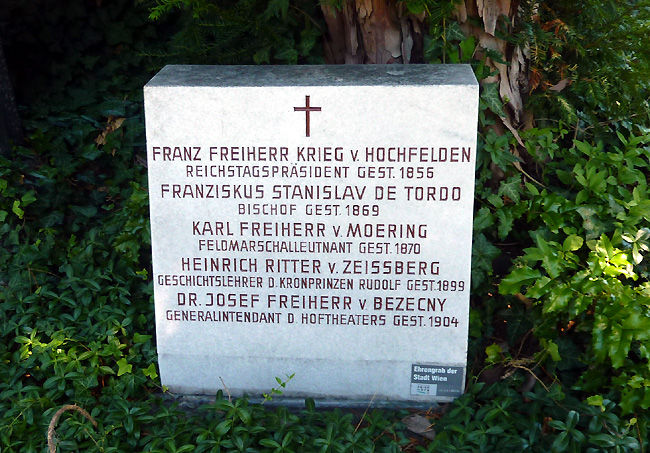 FRANZ FREIHERR KRIEG V. HOCHFELDEN
REICHSTAGSPRÄSIDENT GEST. 1856
FRANZISKUS STANISLAV DE TORDO
BISCHOF GEST. 1869
KARL FREIHERR V. MOERING
FELDMARSCHALLEUTNANT GEST. 1870
HEINRICH RITTER V. ZEISSBERG
GESCHICHTSLEHRER D. KRONPRINZEN RUDOLF GEST. 1899
DR. JOSEF FREIHERR V BEZECNY
GENERALINTENDANT D. HOFTHEATERS GEST. 1904
Ehrengrab der
Stadt Wien